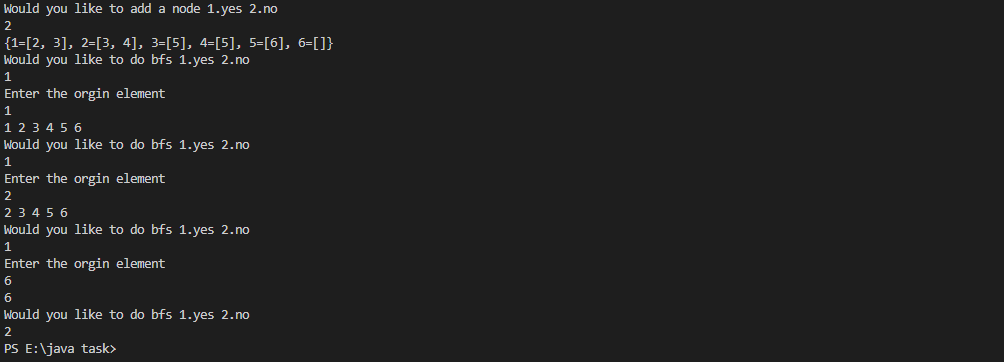 Would you like to add a node 1.yes 2.no
2
{1=[2, 3], 2=[3, 4], 3=[5], 4=[5], 5=[6], 6=[]}
Would you like to do bfs 1.yes 2.no
1
Enter the orgin element
1
1 2 3 4 5 6
Would you like to do bfs 1.yes 2.no
1
Enter the orgin element
2
2 3 4 5 6
Would you like to do bfs 1.yes 2.no
1
Enter the orgin element
6
6
Would you like to do bfs 1.yes 2.no
2
PS E:\java task>